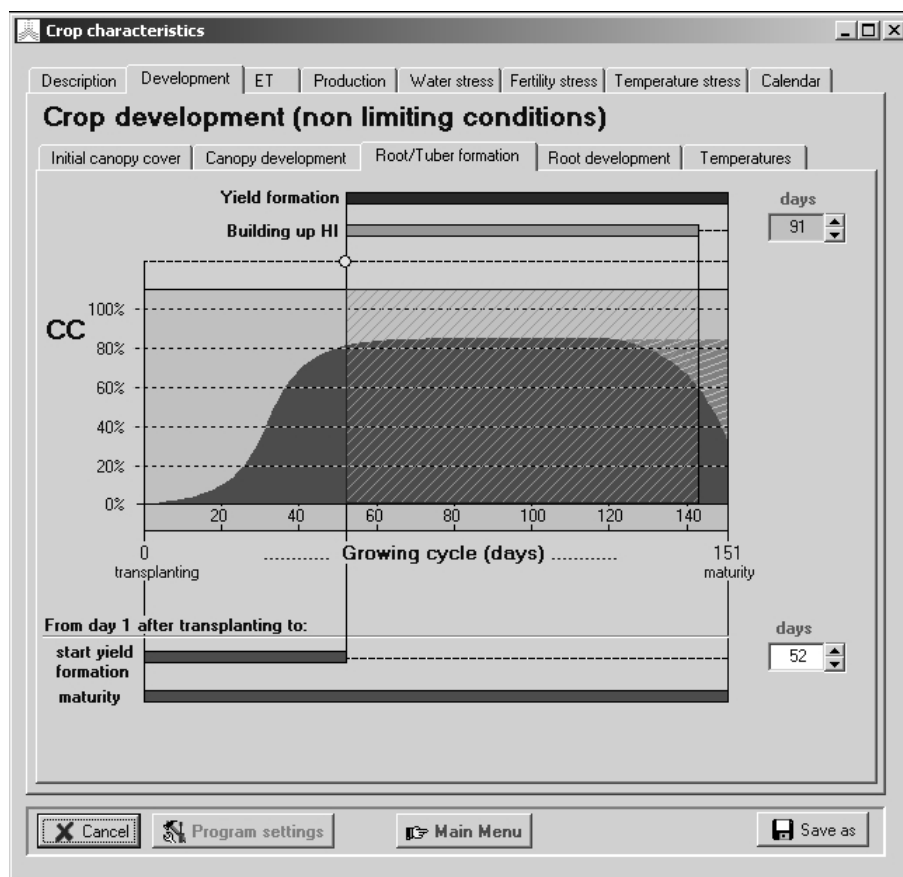 Crop characteristics
Description Development ET Production Water stress Fertility stress Temperature stress Calendar
Crop development (non limiting conditions)
Initial canopy cover Canopy development Root/Tuber formation Root development Temperatures
Yield formation
days
Building up HI
91
CC
100%
80%
60%
40%
20%
0%
20 40 60 80 100 120 140
0 .......... Growing cycle (days) .......... 151
transplanting maturity
From day 1 after transplanting to:
days
start yield
formation
52
maturity
Cancel Program settings Main Menu Save as